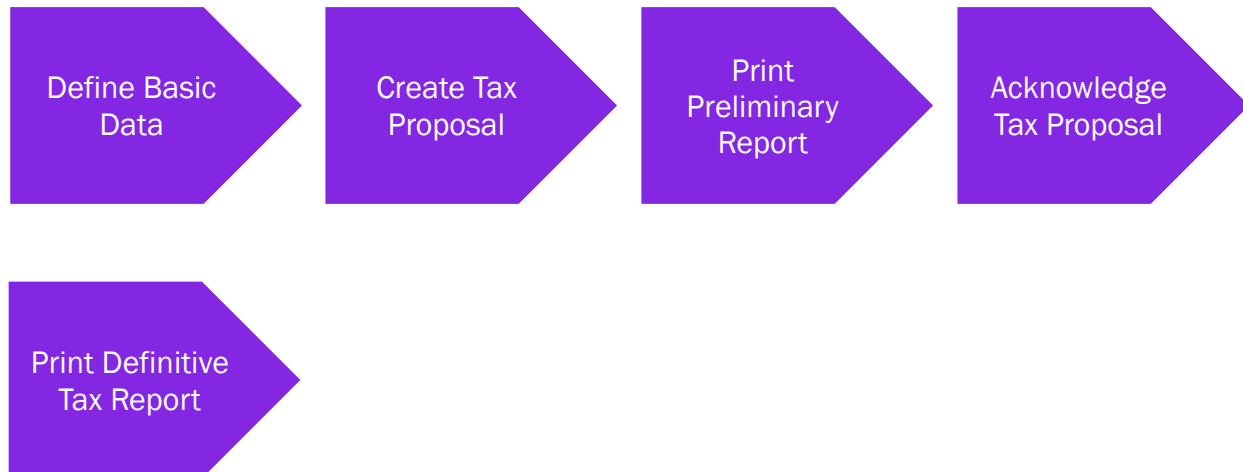 Define Basic
Data
Create Tax
Proposal
Print
Preliminary
Report
Acknowledge
Tax Proposal
Print Definitive
Tax Report